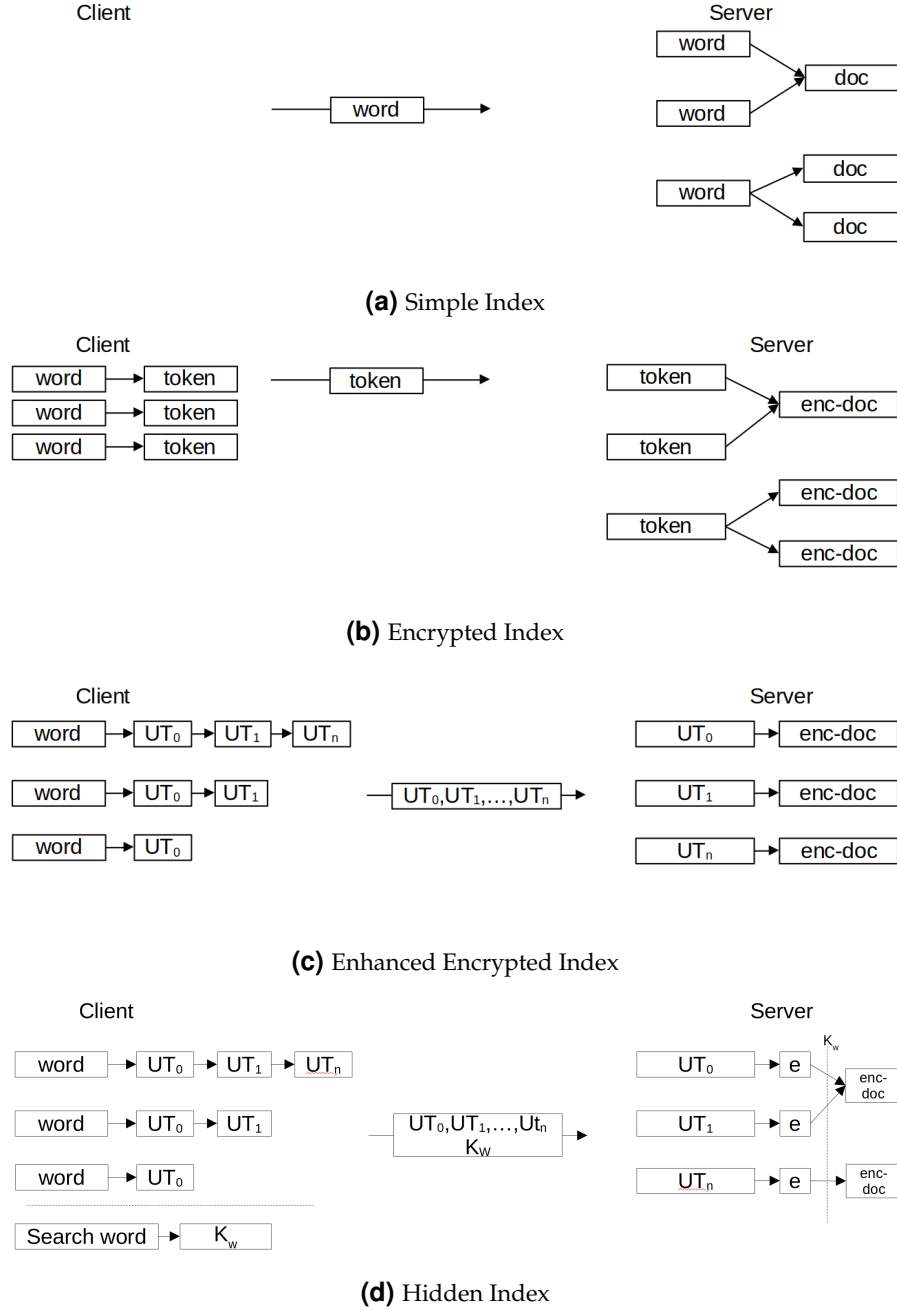 Client Server
word
doc
word
word
doc
word
doc
(a) Simple Index
Client Server
word token
word token
word token
token
token
enc-doc
token
enc-doc
token
enc-doc
(b) Encrypted Index
Client Server
word UT0 UT1 UTn
word UT0 UT1
word UT0
UT0,UT1,...,UTn
UT0 enc-doc
UT1 enc-doc
UTn enc-doc
(c) Enhanced Encrypted Index
Client Server
word UT0 UT1 UTn
word UT0 UT1
word UT0
Search word Kw
UT0,UT1,...,Utn
KW
Kw
UT0 e
enc-
doc
UT1 e
UTn e
enc-
doc
(d) Hidden Index